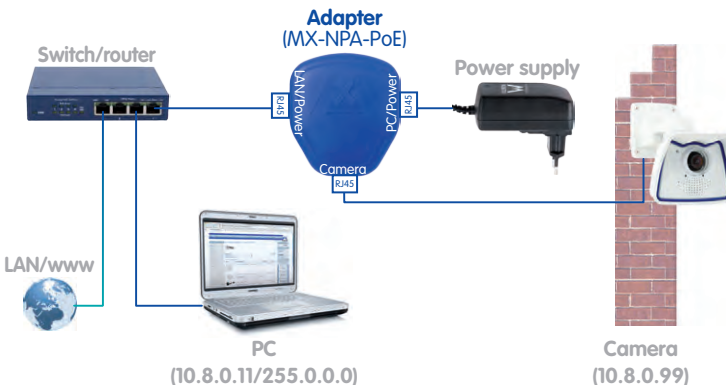 Adapter
(MX-NPA-PoE)
Switch/router
Power supply
RJ45
LAN/Power
PC/Power
RJ45
Camera
RJ45
LAN/www
PC
(10.8.0.11/255.0.0.0)
Camera
(10.8.0.99)